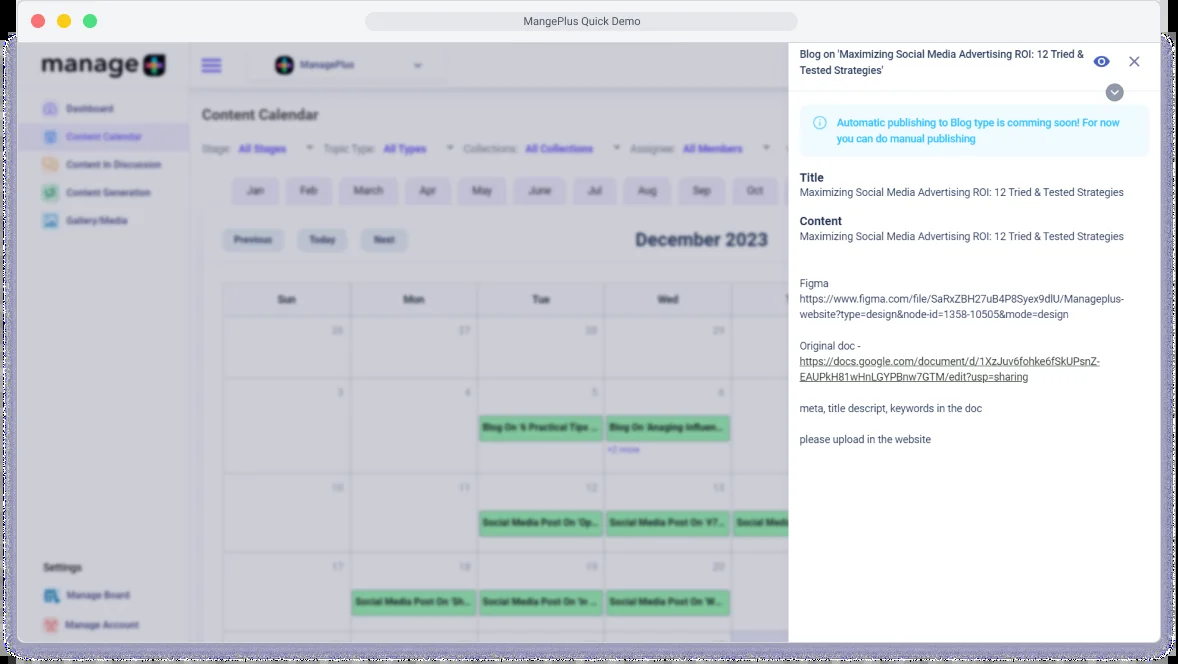 MangePlus Quick Demo
manage
ManagePlus
Dashboard
Content Calendar
Content In Discussion
Content Generation
Gallery/Media
Settings
Manage Board
Manage Account
Content Calendar
Stage: All Stages Topic Type: All Types Collections: All Collections Assignee: All Members
Jan Feb March Apr May June Jul Aug Sep Oct
Previous Today Next December 2023
Sun Mon Tue Wed
26 27 28 29
3 4 5 6
Blog On '6 Practical Tips ... Blog On 'Anaging Influen...
+2 more
10 11 12 13
Social Media Post On 'Op... Social Media Post On '7... Social Medi
17 18 19 20
Social Media Post On 'Sh... Social Media Post On 'In ... Social Media Post On 'W...
Blog on 'Maximizing Social Media Advertising ROI: 12 Tried &
Tested Strategies'
Automatic publishing to Blog type is comming soon! For now
you can do manual publishing
Title
Maximizing Social Media Advertising ROI: 12 Tried & Tested Strategies
Content
Maximizing Social Media Advertising ROI: 12 Tried & Tested Strategies
Figma
https://www.figma.com/file/SaRxZBH27uB4P8Syex9dlU/Manageplus-
website?type=design&node-id=1358-10505&mode=design
Original doc -
https://docs.google.com/document/d/1XzJuv6fohke6fSkUPsnZ-
EAUPkH81wHnLGYPBnw7GTM/edit?usp=sharing
meta, title descript, keywords in the doc
please upload in the website